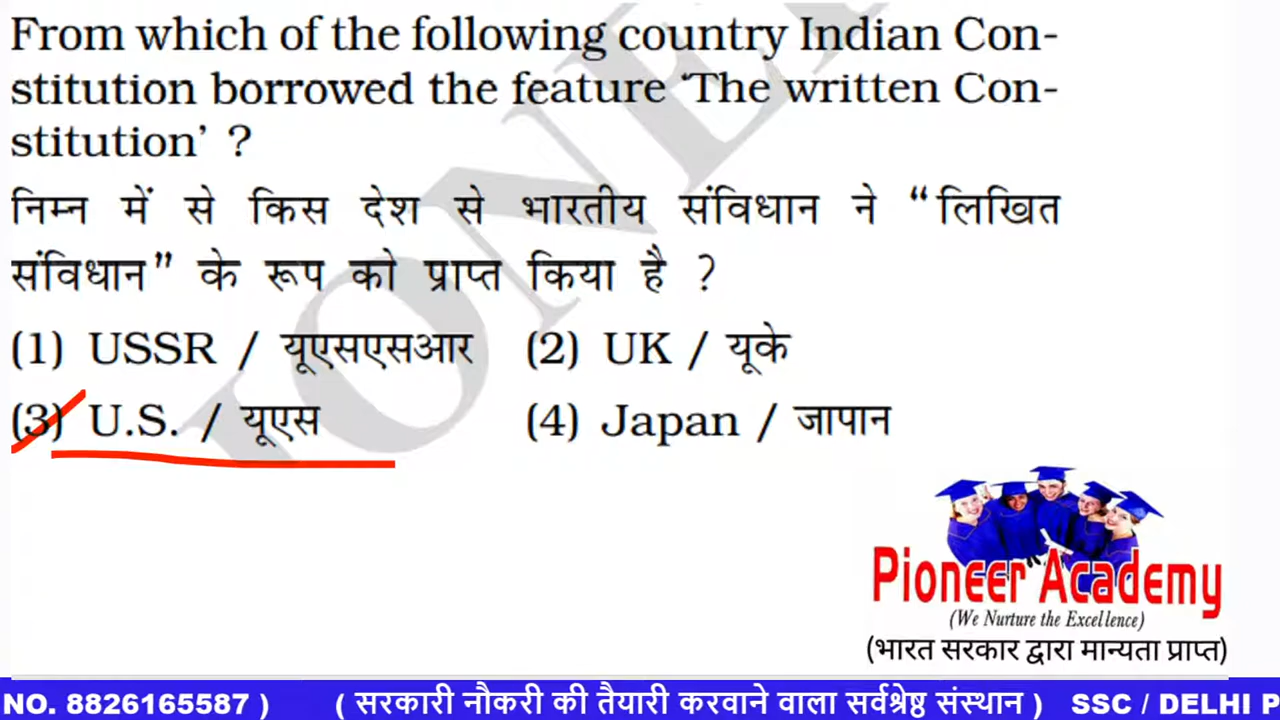 From which of the following country Indian Con-
stitution borrowed the feature ‘The written Con-
stitution’ ?
निम्न में से किस देश से भारतीय संविधान ने “लिखित
संविधान” के रूप को प्राप्त किया है ?
(1) USSR / यूएसएसआर (2) UK / यूके
(3) U.S. / यूएस (4) Japan / जापान
Pioneer Academy
(We Nurture the Excellence)
(भारत सरकार द्वारा मान्यता प्राप्त)
NO. 8826165587 ) ( सरकारी नौकरी की तैयारी करवाने वाला सर्वश्रेष्ठ संस्थान ) SSC / DELHI P